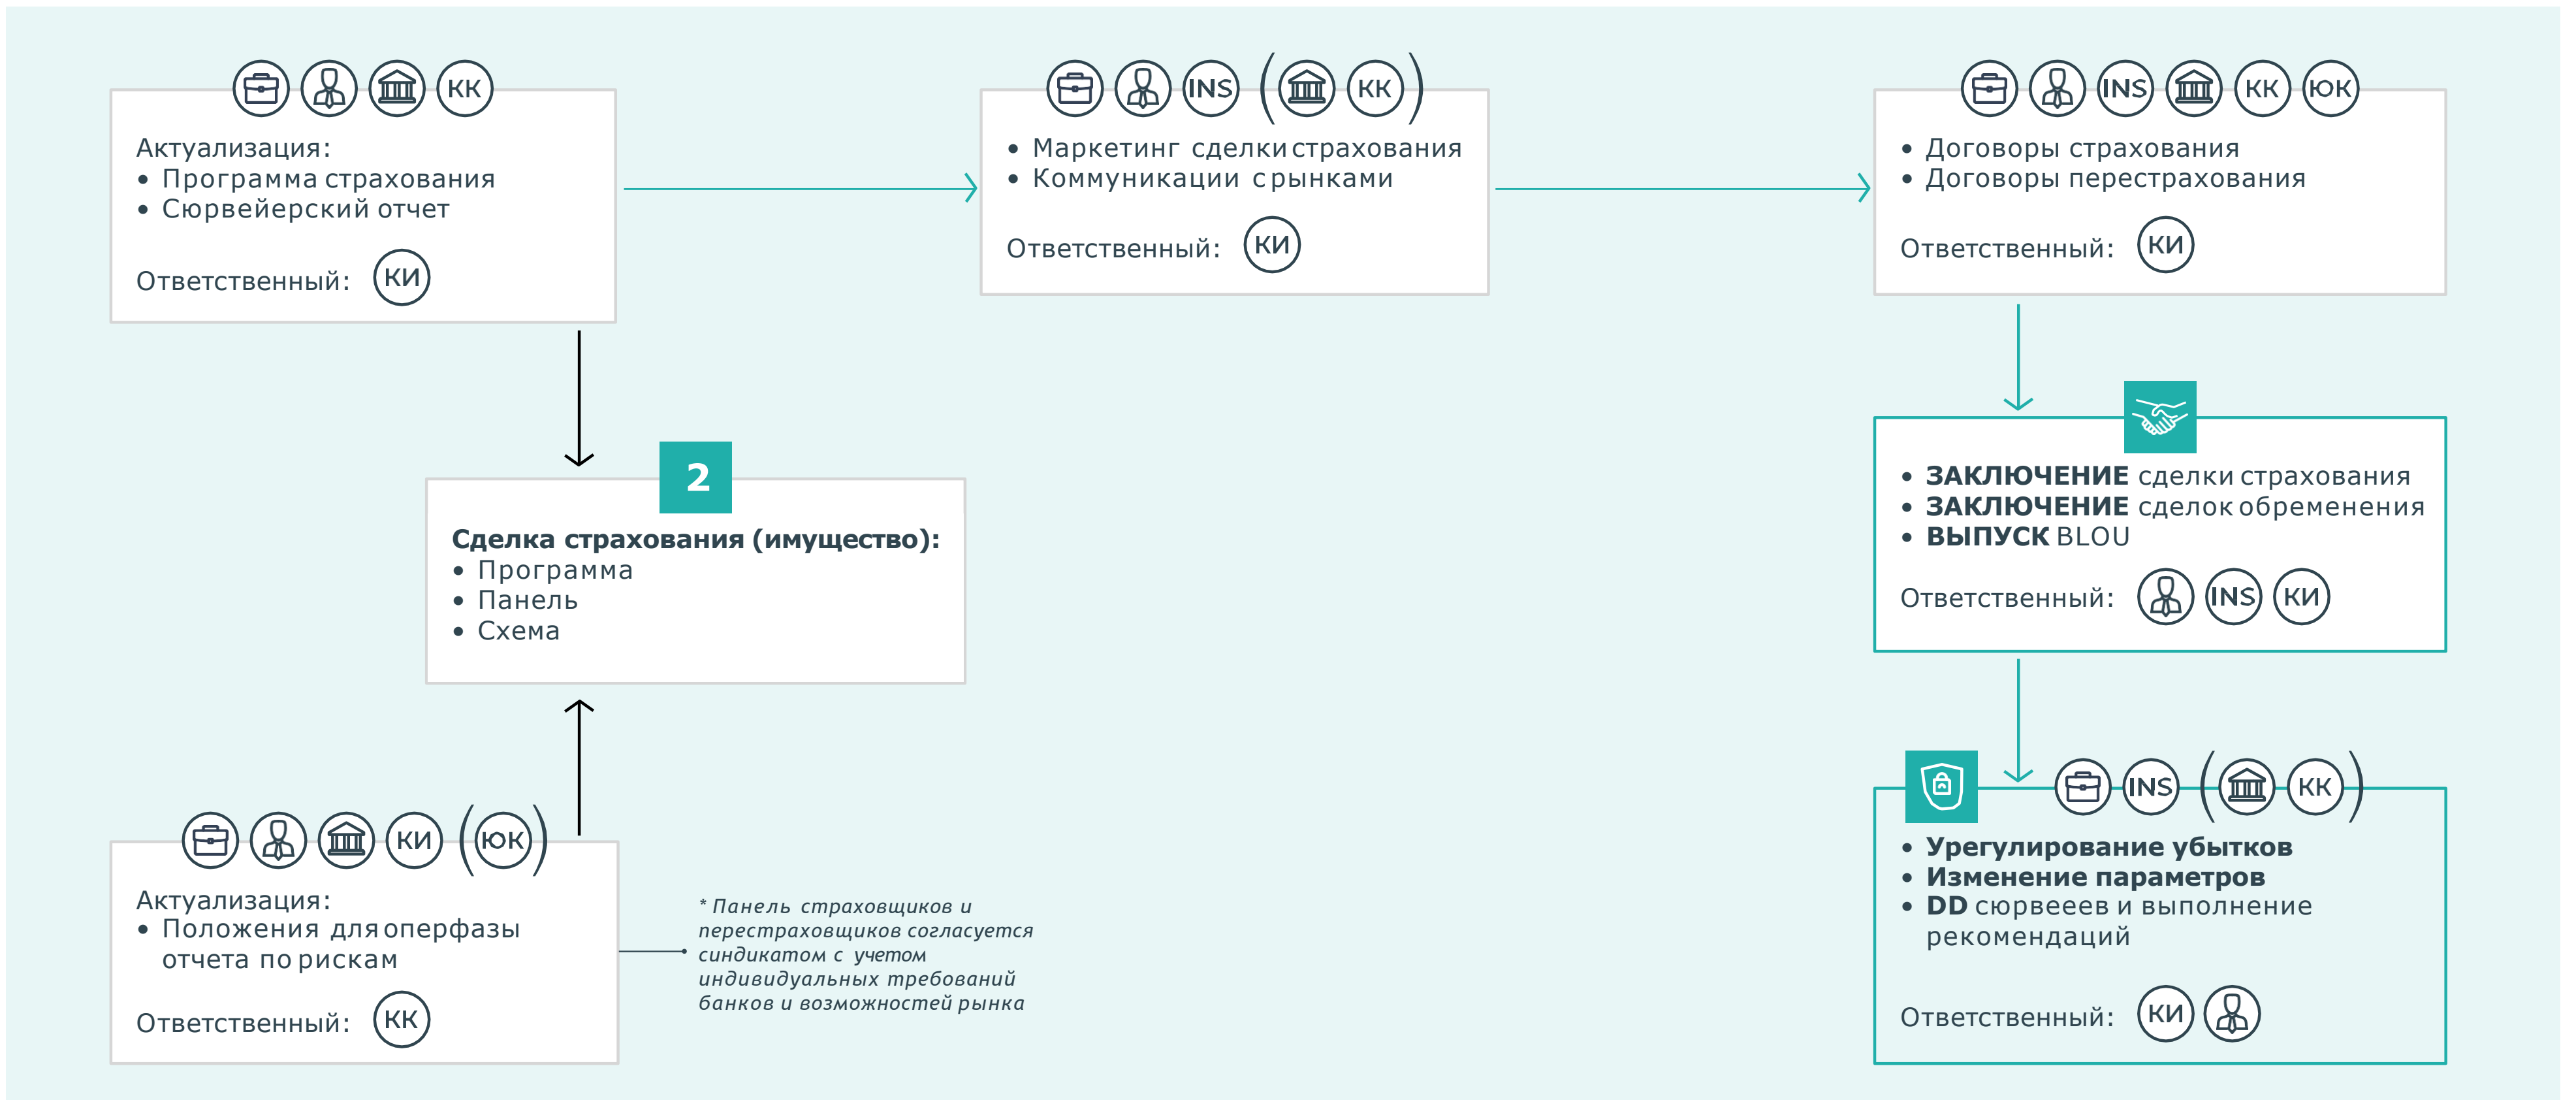 КК
Актуализация:
• Программа страхования
• Сюрвейерский отчет
Ответственный: КИ
INS ( КК )
• Маркетинг сделки страхования
• Коммуникации с рынками
Ответственный: КИ
INS КК ЮК
• Договоры страхования
• Договоры перестрахования
Ответственный: КИ
2
Сделка страхования (имущество):
• Программа
• Панель
• Схема
• ЗАКЛЮЧЕНИЕ сделки страхования
• ЗАКЛЮЧЕНИЕ сделок обременения
• ВЫПУСК BLOU
Ответственный: INS КИ
КИ ( ЮК )
Актуализация:
• Положения для оперфазы
отчета по рискам
Ответственный: КК
* Панель страховщиков и
перестраховщиков согласуется
синдикатом с учетом
индивидуальных требований
банков и возможностей рынка
INS ( КК )
• Урегулирование убытков
• Изменение параметров
• DD сюрвееев и выполнение
рекомендаций
Ответственный: КИ